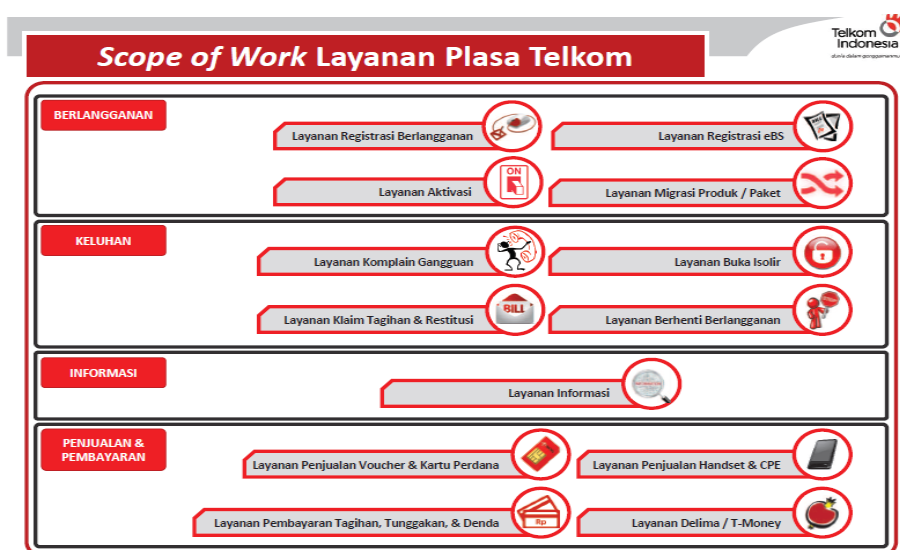 Telkom
Indonesia
Scope of Work Layanan Plasa Telkom
BERLANGGANAN
Layanan Registrasi Berlangganan
Layanan Registrasi eBS
ON
Layanan Aktivasi
Layanan Migrasi Produk / Paket
KELUHAN
Layanan Komplain Gangguan
Layanan Buka Isolir
BILL
Layanan Klaim Tagihan & Restitusi
Layanan Berhenti Berlangganan
INFORMASI
Layanan Informasi
PENJUALAN &
PEMBAYARAN
Layanan Penjualan Voucher & Kartu Perdana
Layanan Penjualan Handset & CPE
Layanan Pembayaran Tagihan, Tunggakan, & Denda
Rp
Layanan Delima / T-Money